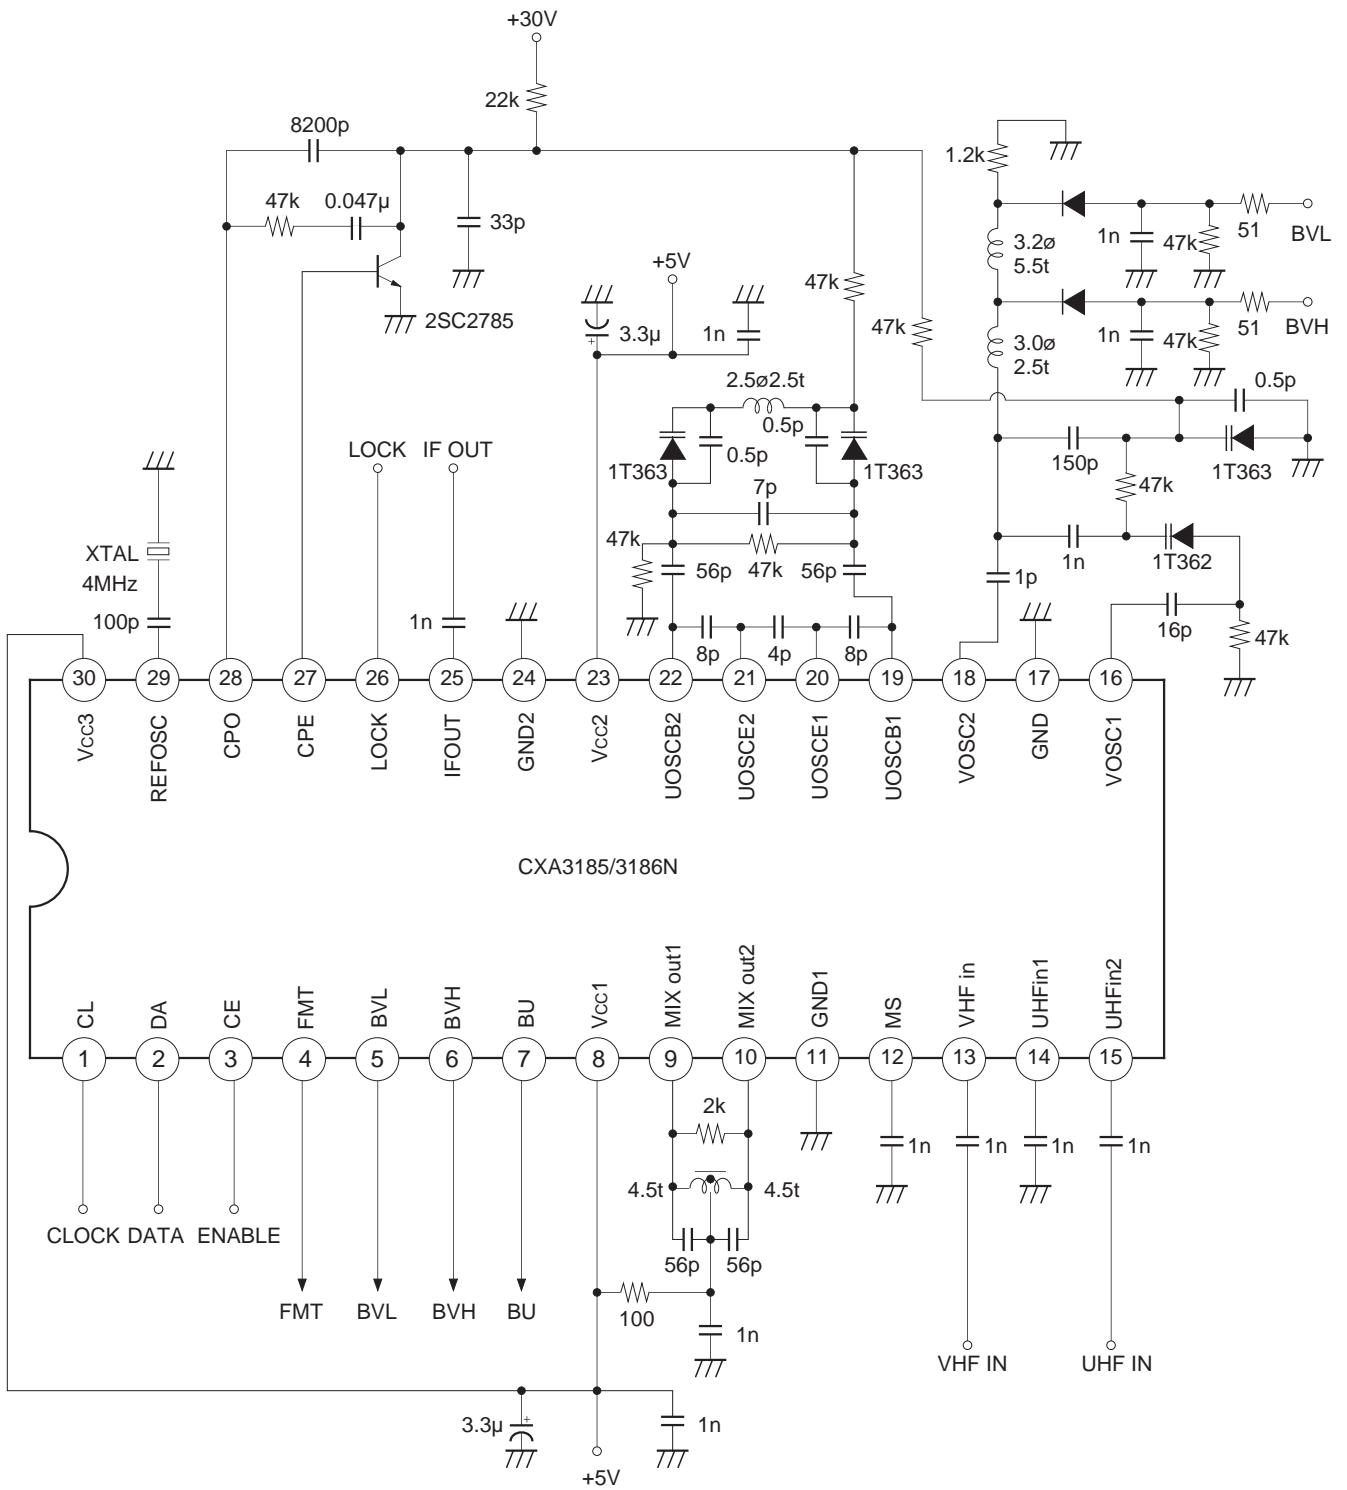 +30V
22k
8200p
47k
0.047µ
33p
2SC2785
+5V
3.3µ
1n
47k
47k
1.2k
3.2ø
5.5t
1n
47k
51
BVL
3.0ø
2.5t
1n
47k
51
BVH
0.5p
150p
1T363
47k
1n
1T362
1p
16p
47k
2.5ø2.5t
0.5p
0.5p
1T363
1T363
7p
47k
47k
56p
56p
8p
4p
8p
LOCK
IF OUT
XTAL
4MHz
100p
1n
30
29
28
27
26
25
24
23
22
21
20
19
18
17
16
Vcc3
REFOSC
CPO
CPE
LOCK
IFOUT
GND2
Vcc2
UOSCB2
UOSCE2
UOSCE1
UOSCB1
VOSC2
GND
VOSC1
CXA3185/3186N
CL
DA
CE
FMT
BVL
BVH
BU
Vcc1
MIX out1
MIX out2
GND1
MS
VHF in
UHFin1
UHFin2
1
2
3
4
5
6
7
8
9
10
11
12
13
14
15
2k
1n
1n
1n
1n
4.5t
4.5t
CLOCK
DATA
ENABLE
56p
56p
FMT
BVL
BVH
BU
100
1n
VHF IN
UHF IN
3.3µ
+
1n
+5V